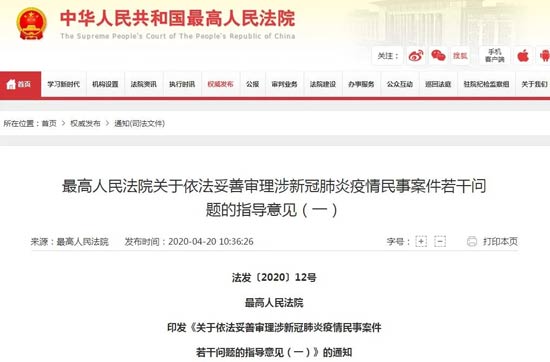 中华人民共和国最高人民法院
The Supreme People's Court of The People's Republic of China
关注：
搜狐
手机
客户端
首页 学习新时代 机构设置 法院资讯 执行时讯 权威发布 公报 审判业务 法院建设 办事服务 公众互动 巡回法庭 驻院纪检监察组 关于我们
所在位置：首页 > 权威发布 > 通知(司法文件)
最高人民法院关于依法妥善审理涉新冠肺炎疫情民事案件若干问
题的指导意见（一）
来源：最高人民法院 发布时间：2020-04-20 10:36:26 字号： + - 打印本页
法发〔2020〕12号
最高人民法院
印发《关于依法妥善审理涉新冠肺炎疫情民事案件
若干问题的指导意见（一）》的通知